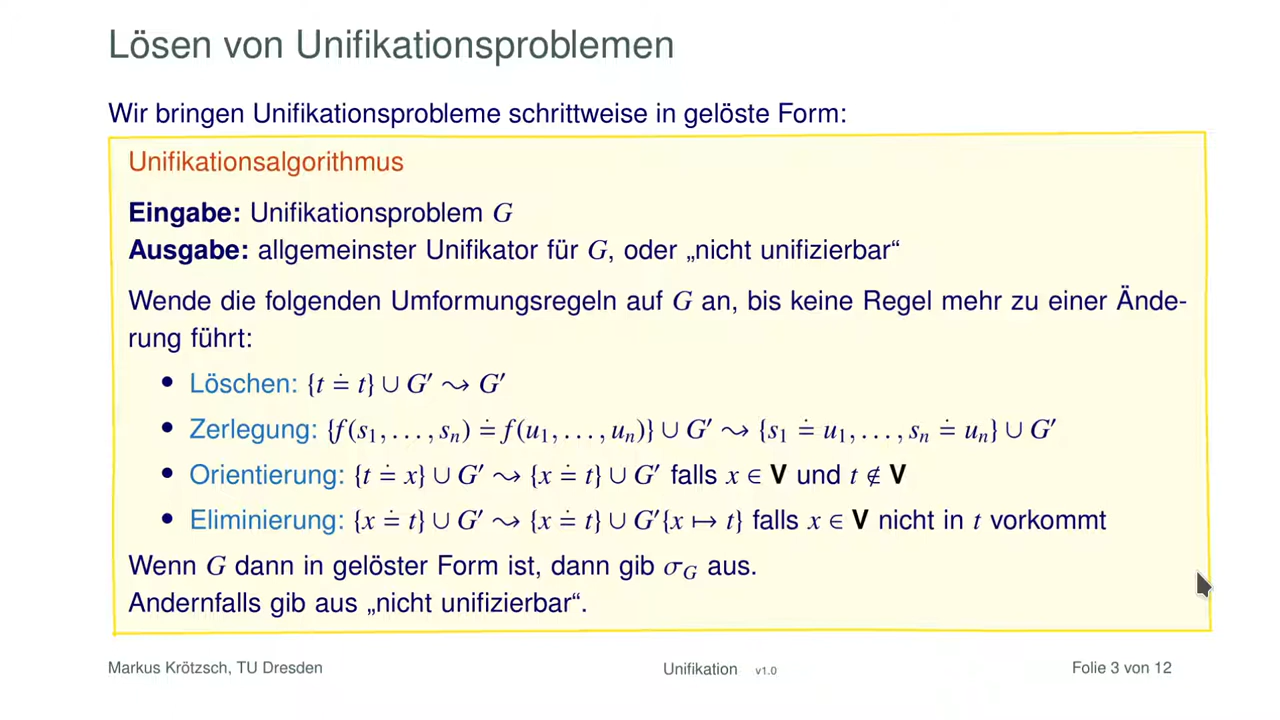 Lösen von Unifikationsproblemen
Wir bringen Unifikationsprobleme schrittweise in gelöste Form:
Unifikationsalgorithmus
Eingabe: Unifikationsproblem G
Ausgabe: allgemeinster Unifikator für G, oder „nicht unifizierbar“
Wende die folgenden Umformungsregeln auf G an, bis keine Regel mehr zu einer Ände-
rung führt:
• Löschen: {t ≐ t} ∪ G′ ⇝ G′
• Zerlegung: {f(s₁, …, sₙ) ≐ f(u₁, …, uₙ)} ∪ G′ ⇝ {s₁ ≐ u₁, …, sₙ ≐ uₙ} ∪ G′
• Orientierung: {t ≐ x} ∪ G′ ⇝ {x ≐ t} ∪ G′ falls x ∈ V und t ∉ V
• Eliminierung: {x ≐ t} ∪ G′ ⇝ {x ≐ t} ∪ G′{x ↦ t} falls x ∈ V nicht in t vorkommt
Wenn G dann in gelöster Form ist, dann gib σ_G aus.
Andernfalls gib aus „nicht unifizierbar“.
Markus Krötzsch, TU Dresden Unifikation v1.0 Folie 3 von 12